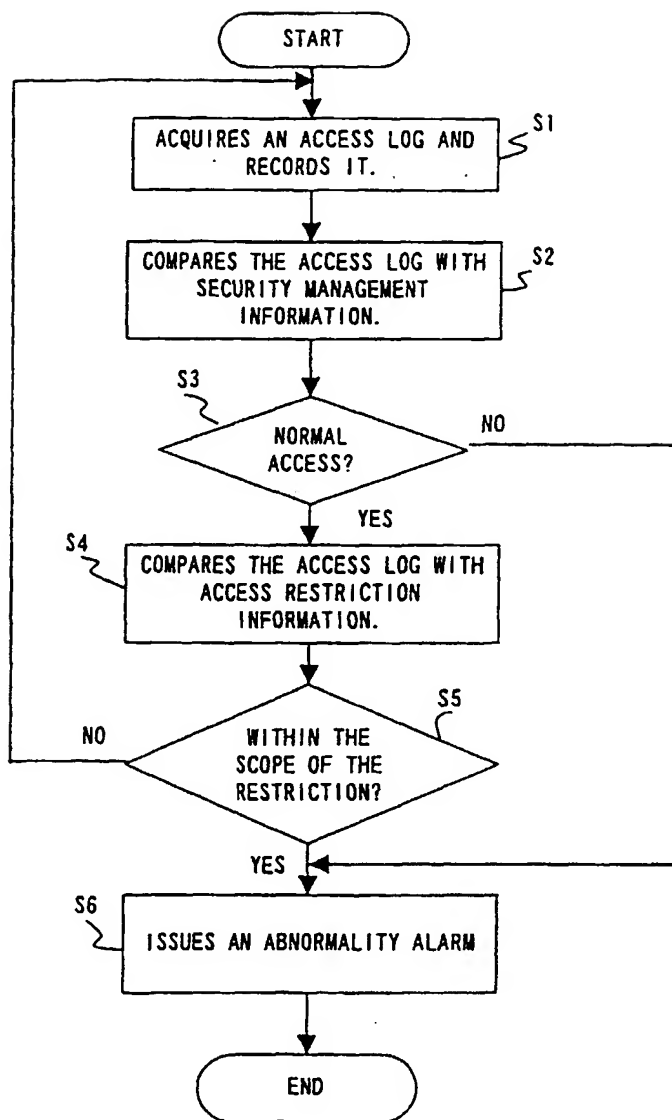 START
ACQUIRES AN ACCESS LOG AND
RECORDS IT.
S1
COMPARES THE ACCESS LOG WITH
SECURITY MANAGEMENT
INFORMATION.
S2
S3
NORMAL
ACCESS?
NO
YES
S4
COMPARES THE ACCESS LOG WITH
ACCESS RESTRICTION
INFORMATION.
S5
NO
WITHIN THE
SCOPE OF THE
RESTRICTION?
YES
S6
ISSUES AN ABNORMALITY ALARM
END